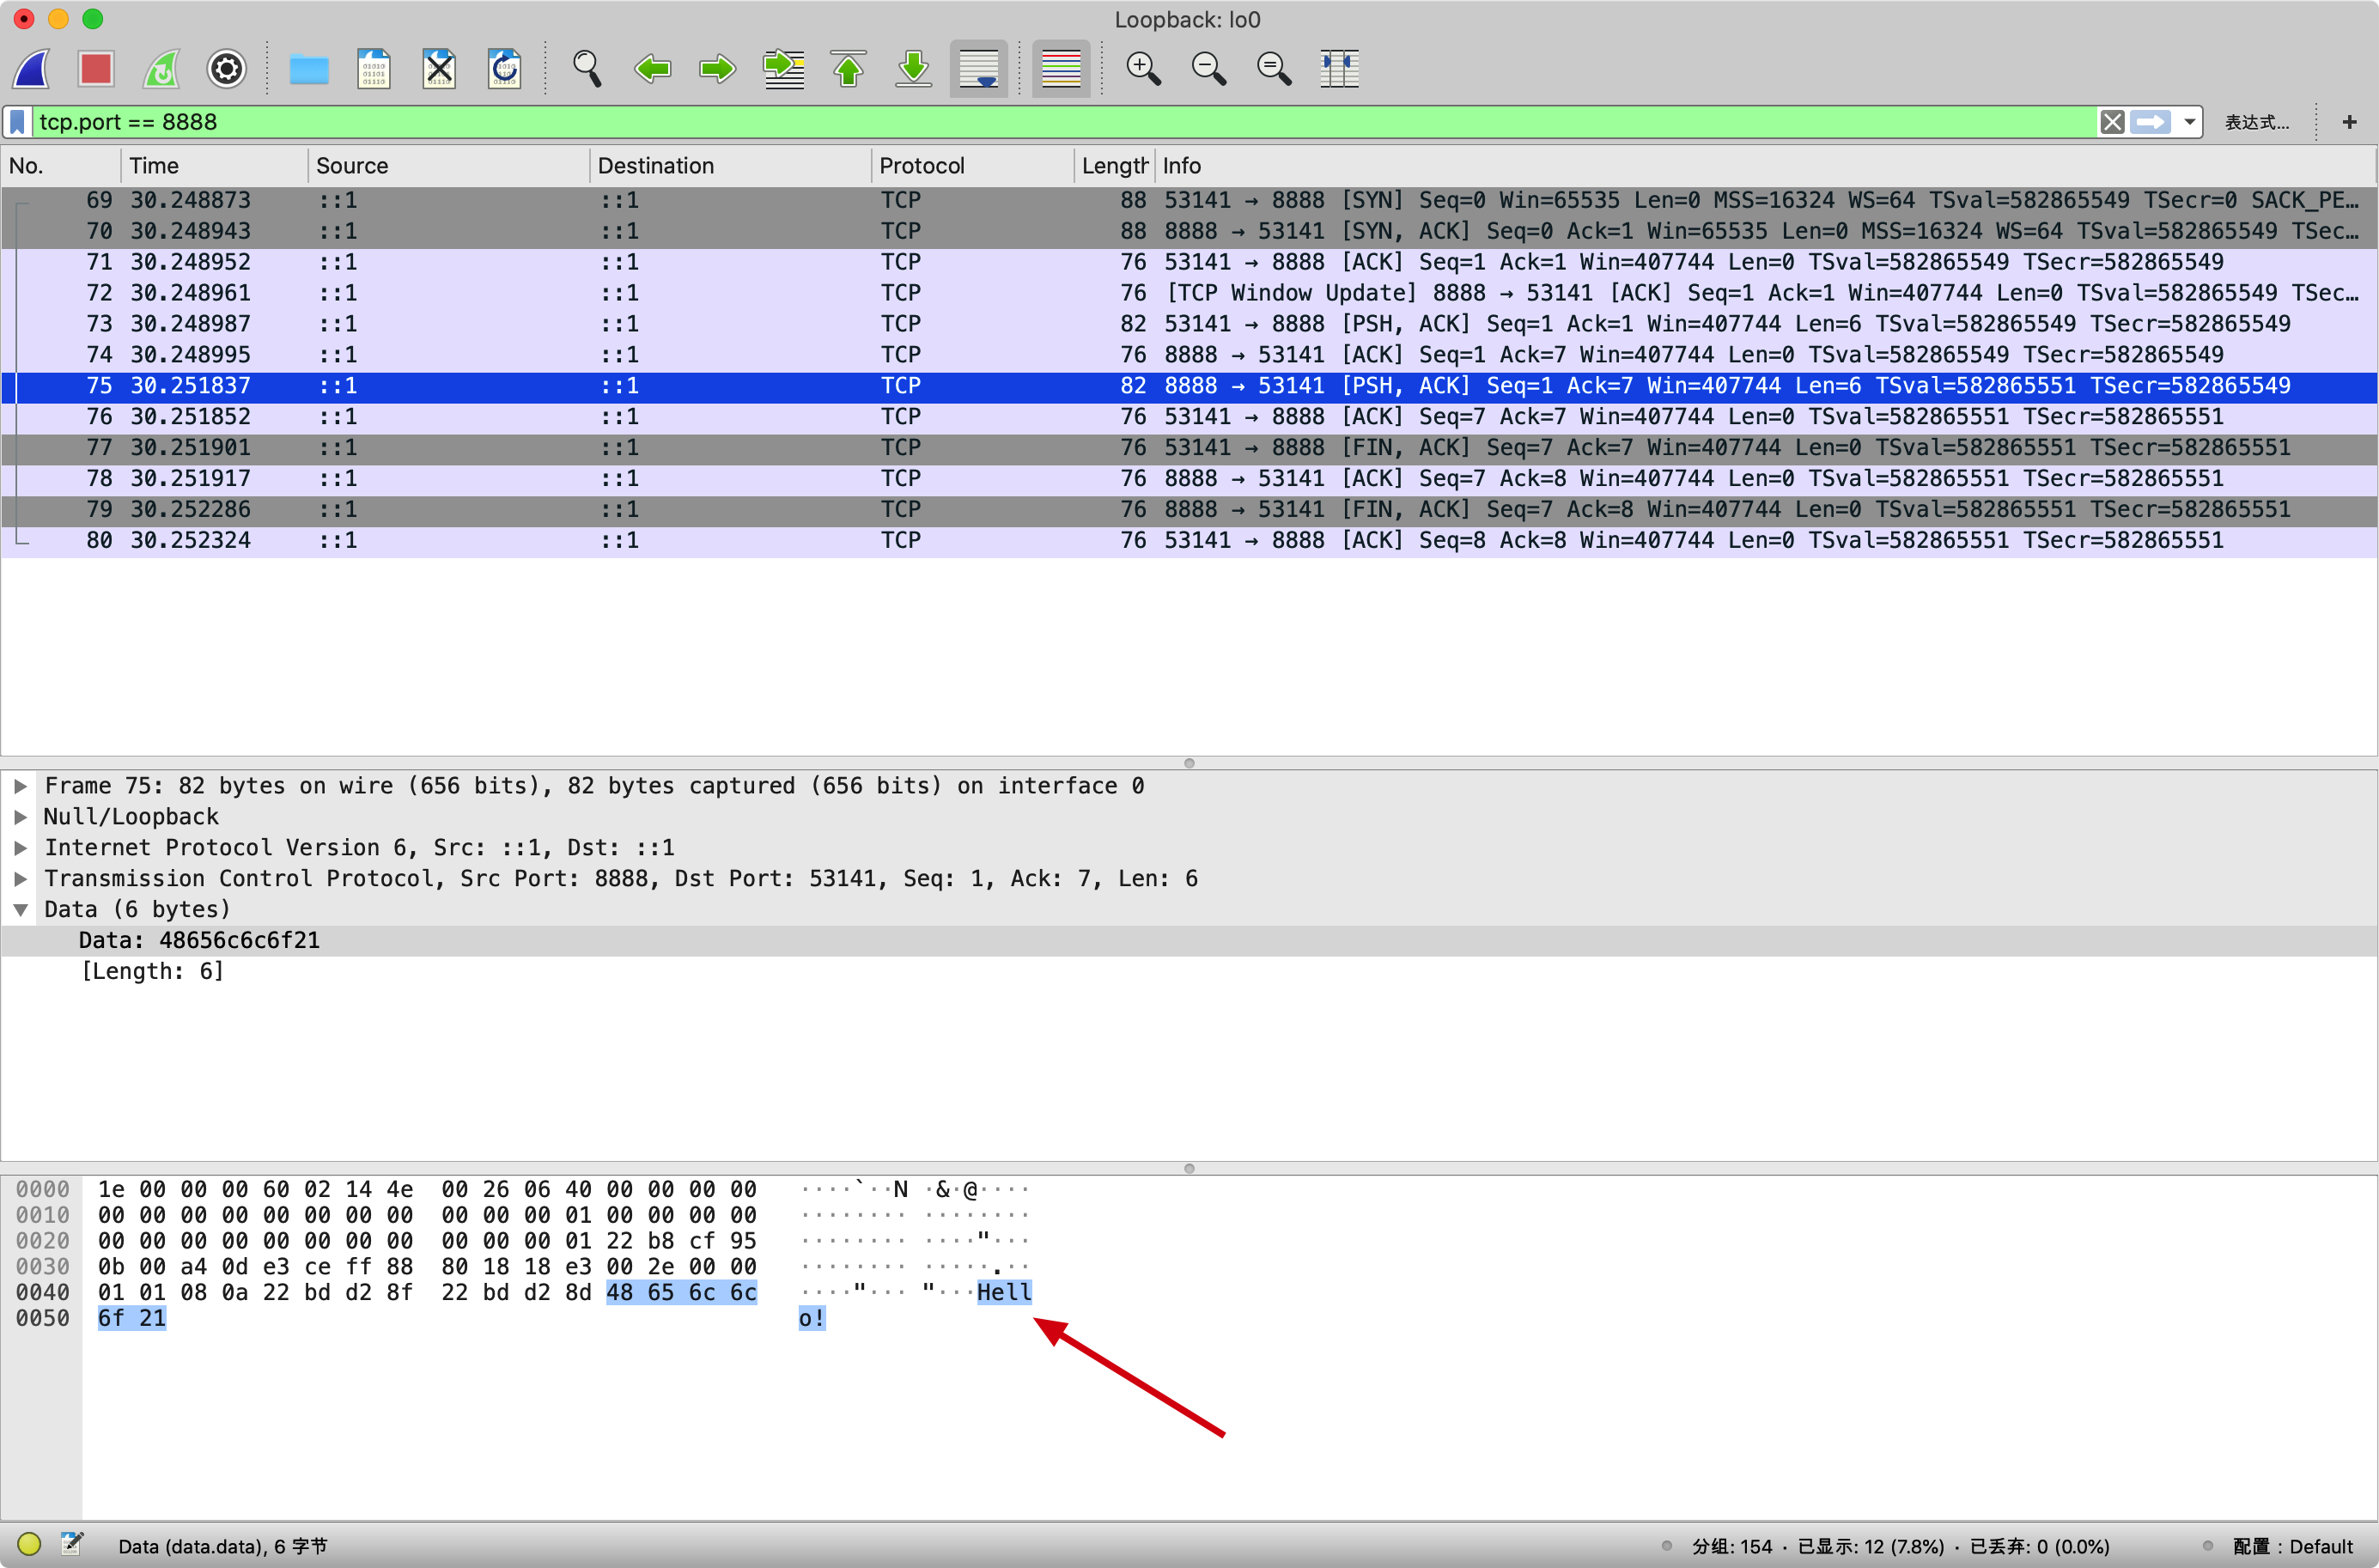 Loopback: lo0
tcp.port == 8888 表达式… +
No. Time Source Destination Protocol Length Info
69 30.248873 ::1 ::1 TCP 88 53141 → 8888 [SYN] Seq=0 Win=65535 Len=0 MSS=16324 WS=64 TSval=582865549 TSecr=0 SACK_PE…
70 30.248943 ::1 ::1 TCP 88 8888 → 53141 [SYN, ACK] Seq=0 Ack=1 Win=65535 Len=0 MSS=16324 WS=64 TSval=582865549 TSec…
71 30.248952 ::1 ::1 TCP 76 53141 → 8888 [ACK] Seq=1 Ack=1 Win=407744 Len=0 TSval=582865549 TSecr=582865549
72 30.248961 ::1 ::1 TCP 76 [TCP Window Update] 8888 → 53141 [ACK] Seq=1 Ack=1 Win=407744 Len=0 TSval=582865549 TSec…
73 30.248987 ::1 ::1 TCP 82 53141 → 8888 [PSH, ACK] Seq=1 Ack=1 Win=407744 Len=6 TSval=582865549 TSecr=582865549
74 30.248995 ::1 ::1 TCP 76 8888 → 53141 [ACK] Seq=1 Ack=7 Win=407744 Len=0 TSval=582865549 TSecr=582865549
75 30.251837 ::1 ::1 TCP 82 8888 → 53141 [PSH, ACK] Seq=1 Ack=7 Win=407744 Len=6 TSval=582865551 TSecr=582865549
76 30.251852 ::1 ::1 TCP 76 53141 → 8888 [ACK] Seq=7 Ack=7 Win=407744 Len=0 TSval=582865551 TSecr=582865551
77 30.251901 ::1 ::1 TCP 76 53141 → 8888 [FIN, ACK] Seq=7 Ack=7 Win=407744 Len=0 TSval=582865551 TSecr=582865551
78 30.251917 ::1 ::1 TCP 76 8888 → 53141 [ACK] Seq=7 Ack=8 Win=407744 Len=0 TSval=582865551 TSecr=582865551
79 30.252286 ::1 ::1 TCP 76 8888 → 53141 [FIN, ACK] Seq=7 Ack=8 Win=407744 Len=0 TSval=582865551 TSecr=582865551
80 30.252324 ::1 ::1 TCP 76 53141 → 8888 [ACK] Seq=8 Ack=8 Win=407744 Len=0 TSval=582865551 TSecr=582865551
Frame 75: 82 bytes on wire (656 bits), 82 bytes captured (656 bits) on interface 0
Null/Loopback
Internet Protocol Version 6, Src: ::1, Dst: ::1
Transmission Control Protocol, Src Port: 8888, Dst Port: 53141, Seq: 1, Ack: 7, Len: 6
Data (6 bytes)
Data: 48656c6c6f21
[Length: 6]
0000 1e 00 00 00 60 02 14 4e 00 26 06 40 00 00 00 00 ····`··N ·&·@····
0010 00 00 00 00 00 00 00 00 00 00 00 01 00 00 00 00 ········ ········
0020 00 00 00 00 00 00 00 00 00 00 00 01 22 b8 cf 95 ········ ····"···
0030 0b 00 a4 0d e3 ce ff 88 80 18 18 e3 00 2e 00 00 ········ ·····.··
0040 01 01 08 0a 22 bd d2 8f 22 bd d2 8d 48 65 6c 6c ····"··· "···Hell
0050 6f 21 o!
Data (data.data), 6 字节 分组: 154 · 已显示: 12 (7.8%) · 已丢弃: 0 (0.0%) 配置：Default